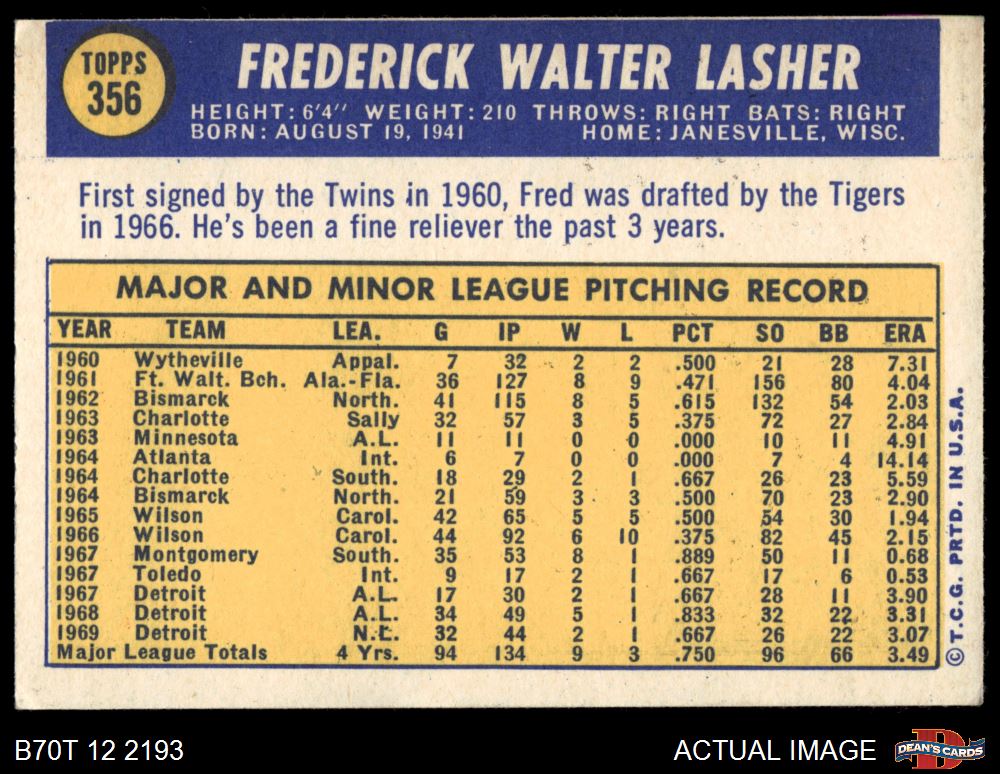 TOPPS
356
FREDERICK WALTER LASHER
HEIGHT: 6'4" WEIGHT: 210 THROWS: RIGHT BATS: RIGHT
BORN: AUGUST 19, 1941 HOME: JANESVILLE, WISC.
First signed by the Twins in 1960, Fred was drafted by the Tigers
in 1966. He's been a fine reliever the past 3 years.
MAJOR AND MINOR LEAGUE PITCHING RECORD
YEAR TEAM LEA. G IP W L PCT SO BB ERA
1960 Wytheville Appal. 7 32 2 2 .500 21 28 7.31
1961 Ft. Walt. Bch. Ala.-Fla. 36 127 8 9 .471 156 80 4.04
1962 Bismarck North. 41 115 8 5 .615 132 54 2.03
1963 Charlotte Sally 32 57 3 5 .375 72 27 2.84
1963 Minnesota A.L. 11 11 0 0 .000 10 11 4.91
1964 Atlanta Int. 6 7 0 0 .000 7 4 14.14
1964 Charlotte South. 18 29 2 1 .667 26 23 5.59
1964 Bismarck North. 21 59 3 3 .500 70 23 2.90
1965 Wilson Carol. 42 65 5 5 .500 54 30 1.94
1966 Wilson Carol. 44 92 6 10 .375 82 45 2.15
1967 Montgomery South. 35 53 8 1 .889 50 11 0.68
1967 Toledo Int. 9 17 2 1 .667 17 6 0.53
1967 Detroit A.L. 17 30 2 1 .667 28 11 3.90
1968 Detroit A.L. 34 49 5 1 .833 32 22 3.31
1969 Detroit N.L. 32 44 2 1 .667 26 22 3.07
Major League Totals 4 Yrs. 94 134 9 3 .750 96 66 3.49
© T.C.G. PRTD. IN U.S.A.
B70T 12 2193 ACTUAL IMAGE
DEAN'S CARDS